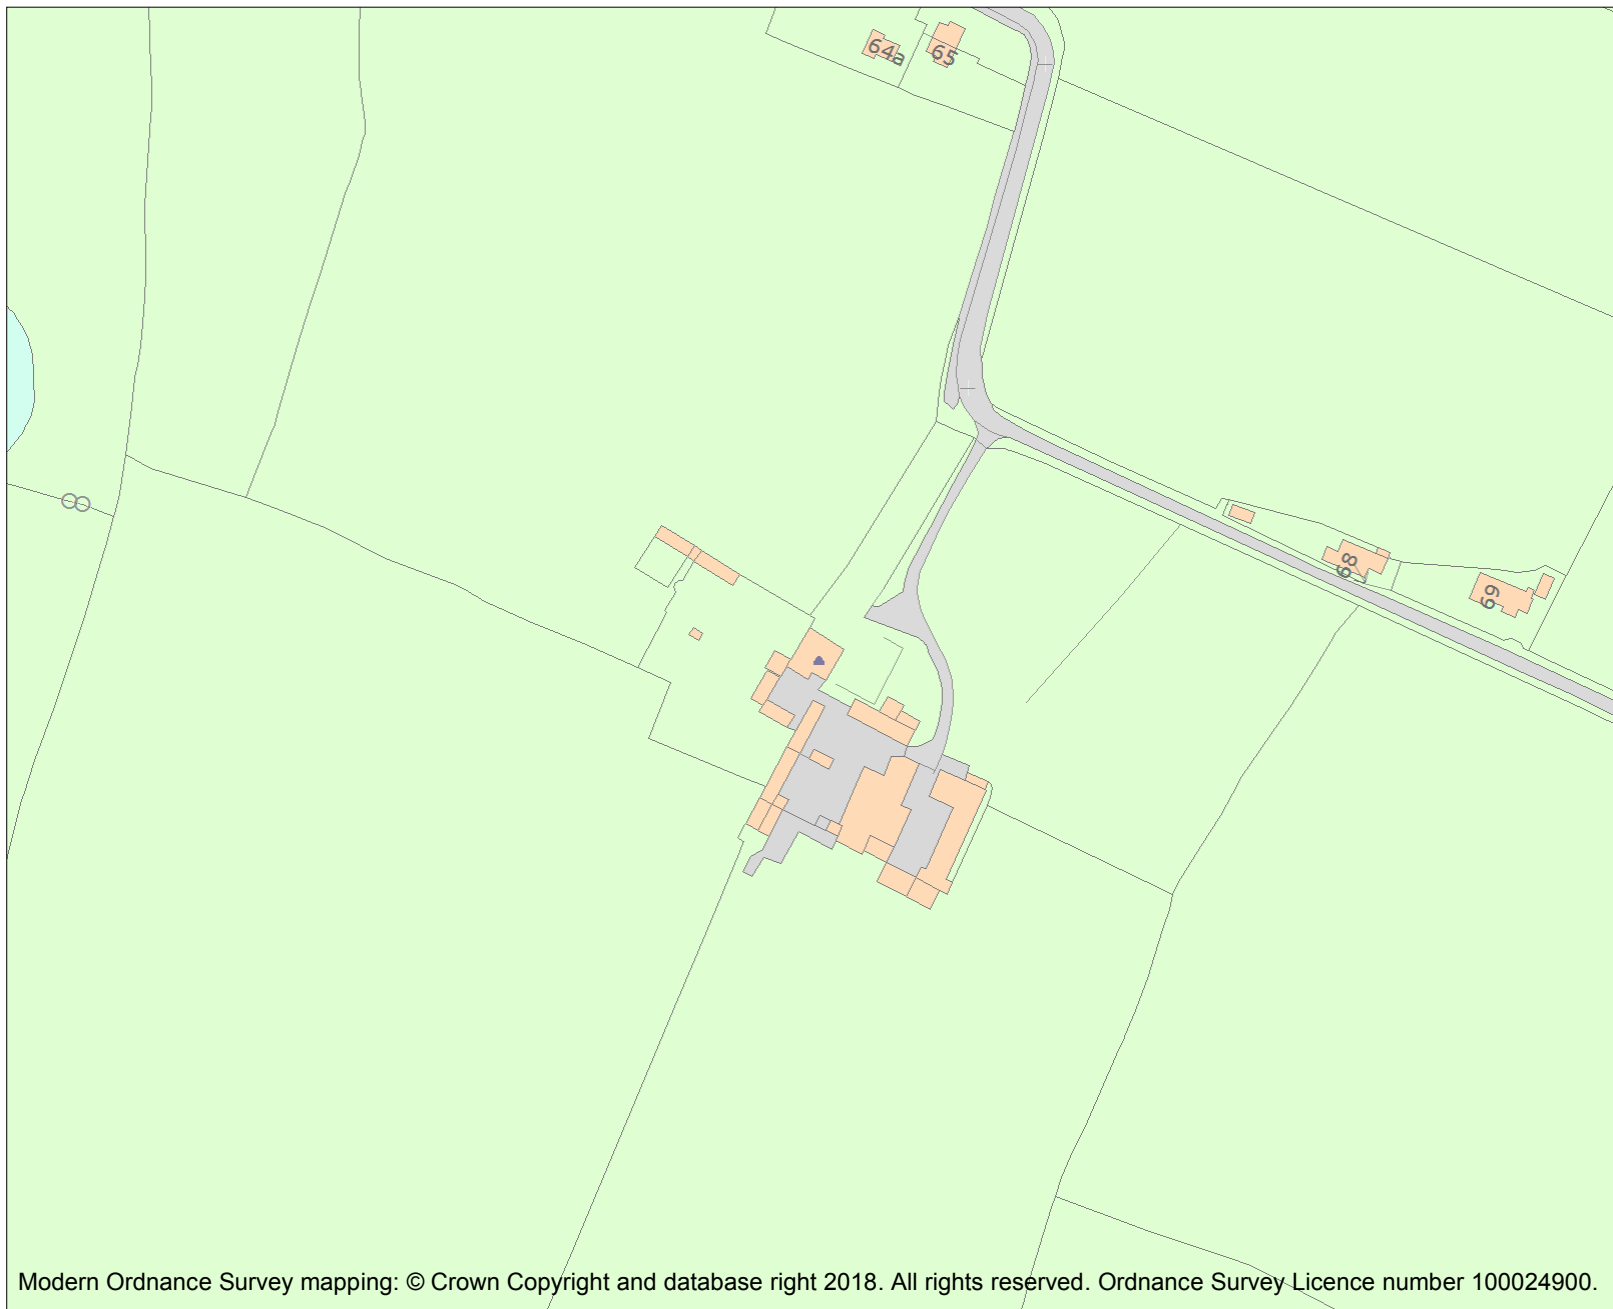 64a
65
68
69
Modern Ordnance Survey mapping: © Crown Copyright and database right 2018. All rights reserved. Ordnance Survey Licence number 100024900.